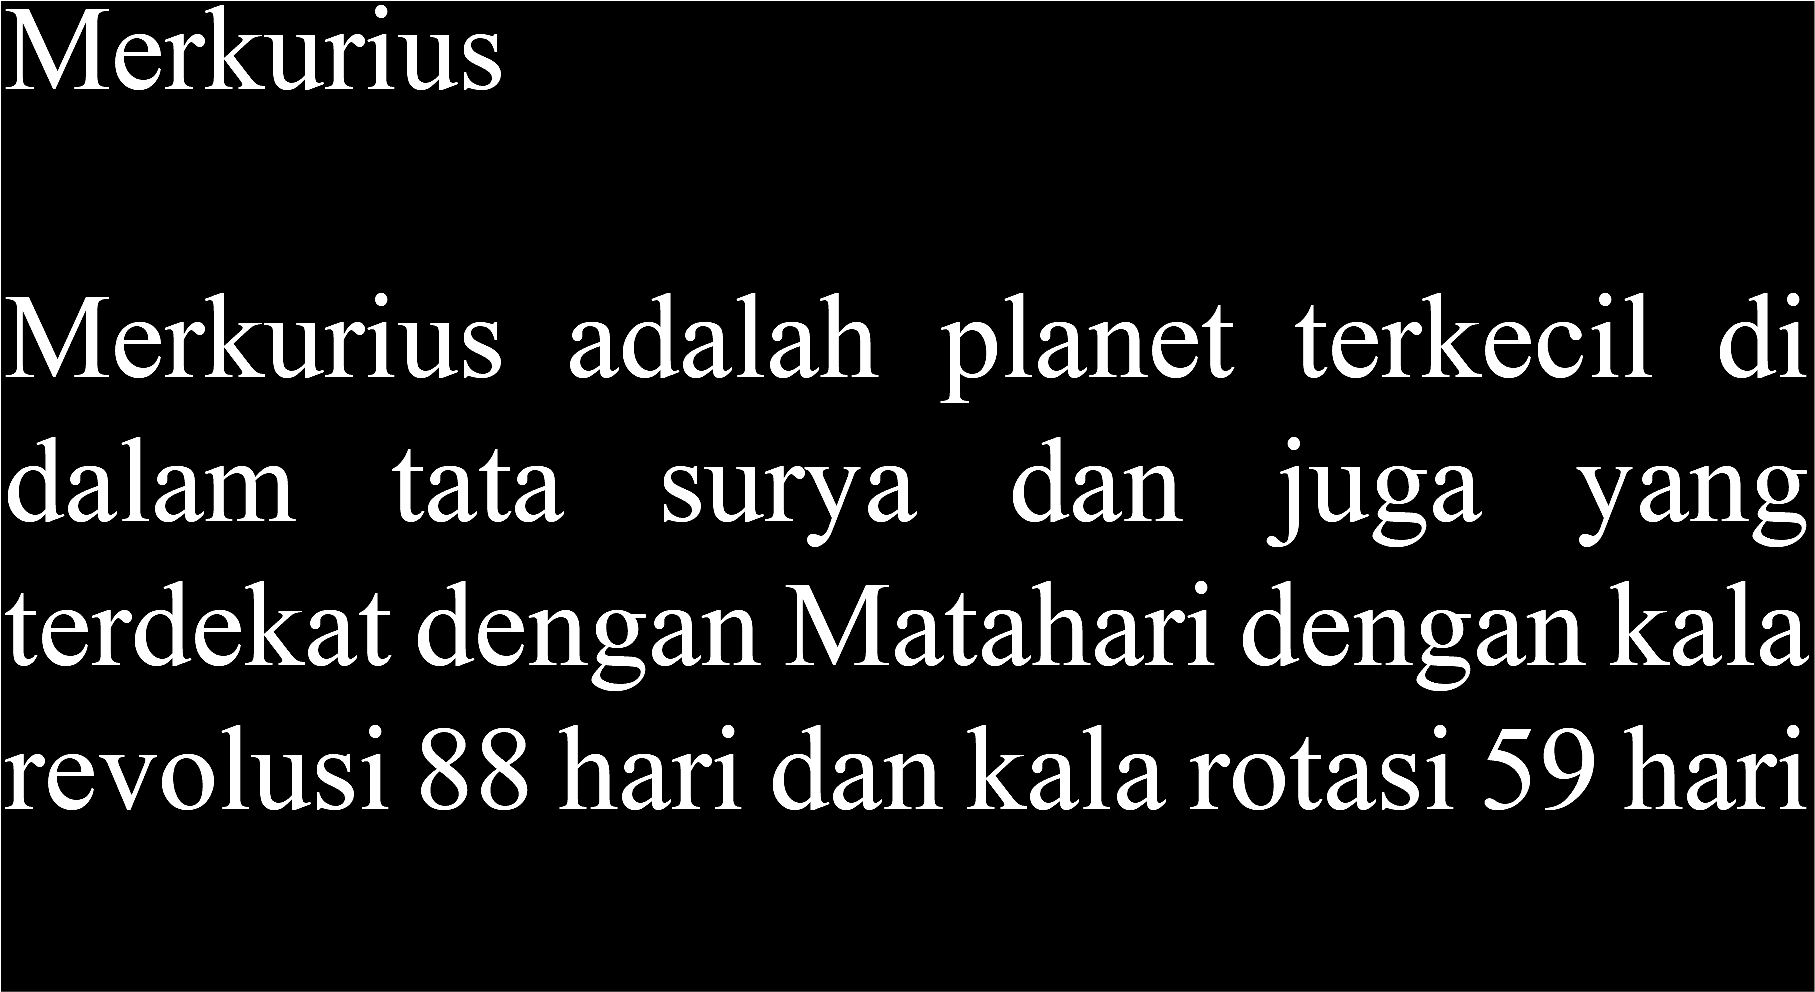 Merkurius
Merkurius adalah planet terkecil di
dalam tata surya dan juga yang
terdekat dengan Matahari dengan kala
revolusi 88 hari dan kala rotasi 59 hari